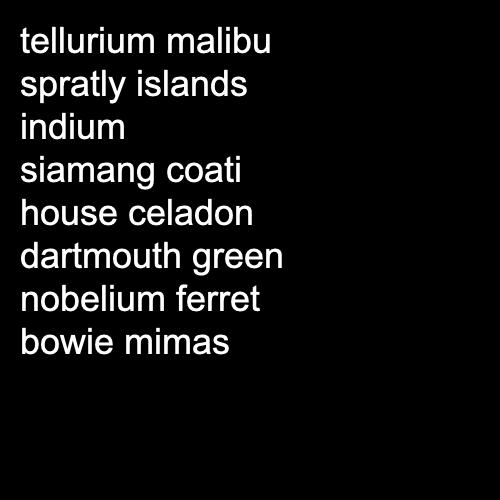 tellurium malibu
spratly islands
indium
siamang coati
house celadon
dartmouth green
nobelium ferret
bowie mimas